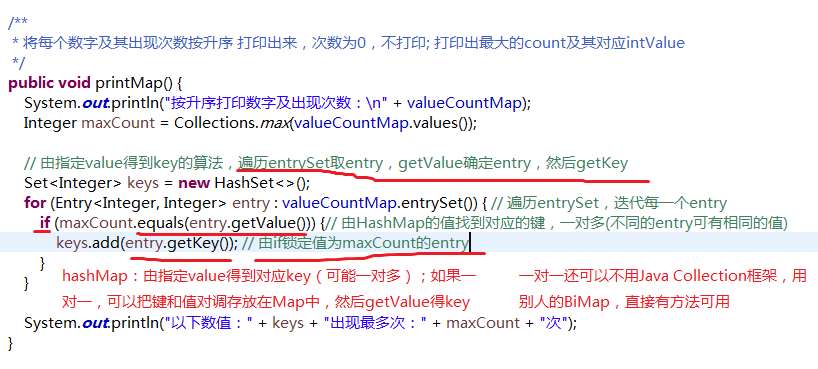 /**
* 将每个数字及其出现次数按升序 打印出来，次数为0，不打印; 打印出最大的count及其对应intValue
*/
public void printMap() {
System.out.println("按升序打印数字及出现次数：\n" + valueCountMap);
Integer maxCount = Collections.max(valueCountMap.values());
// 由指定value得到key的算法，遍历entrySet取entry，getValue确定entry，然后getKey
Set<Integer> keys = new HashSet<>();
for (Entry<Integer, Integer> entry : valueCountMap.entrySet()) { // 遍历entrySet，迭代每一个entry
if (maxCount.equals(entry.getValue())) {// 由HashMap的值找到对应的键，一对多(不同的entry可有相同的值)
keys.add(entry.getKey()); // 由if锁定值为maxCount的entry
}
}
hashMap：由指定value得到对应key（可能一对多）；如果一
对一，可以把键和值对调存放在Map中，然后getValue得key
一对一还可以不用Java Collection框架，用
别人的BiMap，直接有方法可用
System.out.println("以下数值：" + keys + "出现最多次：" + maxCount + "次");
}